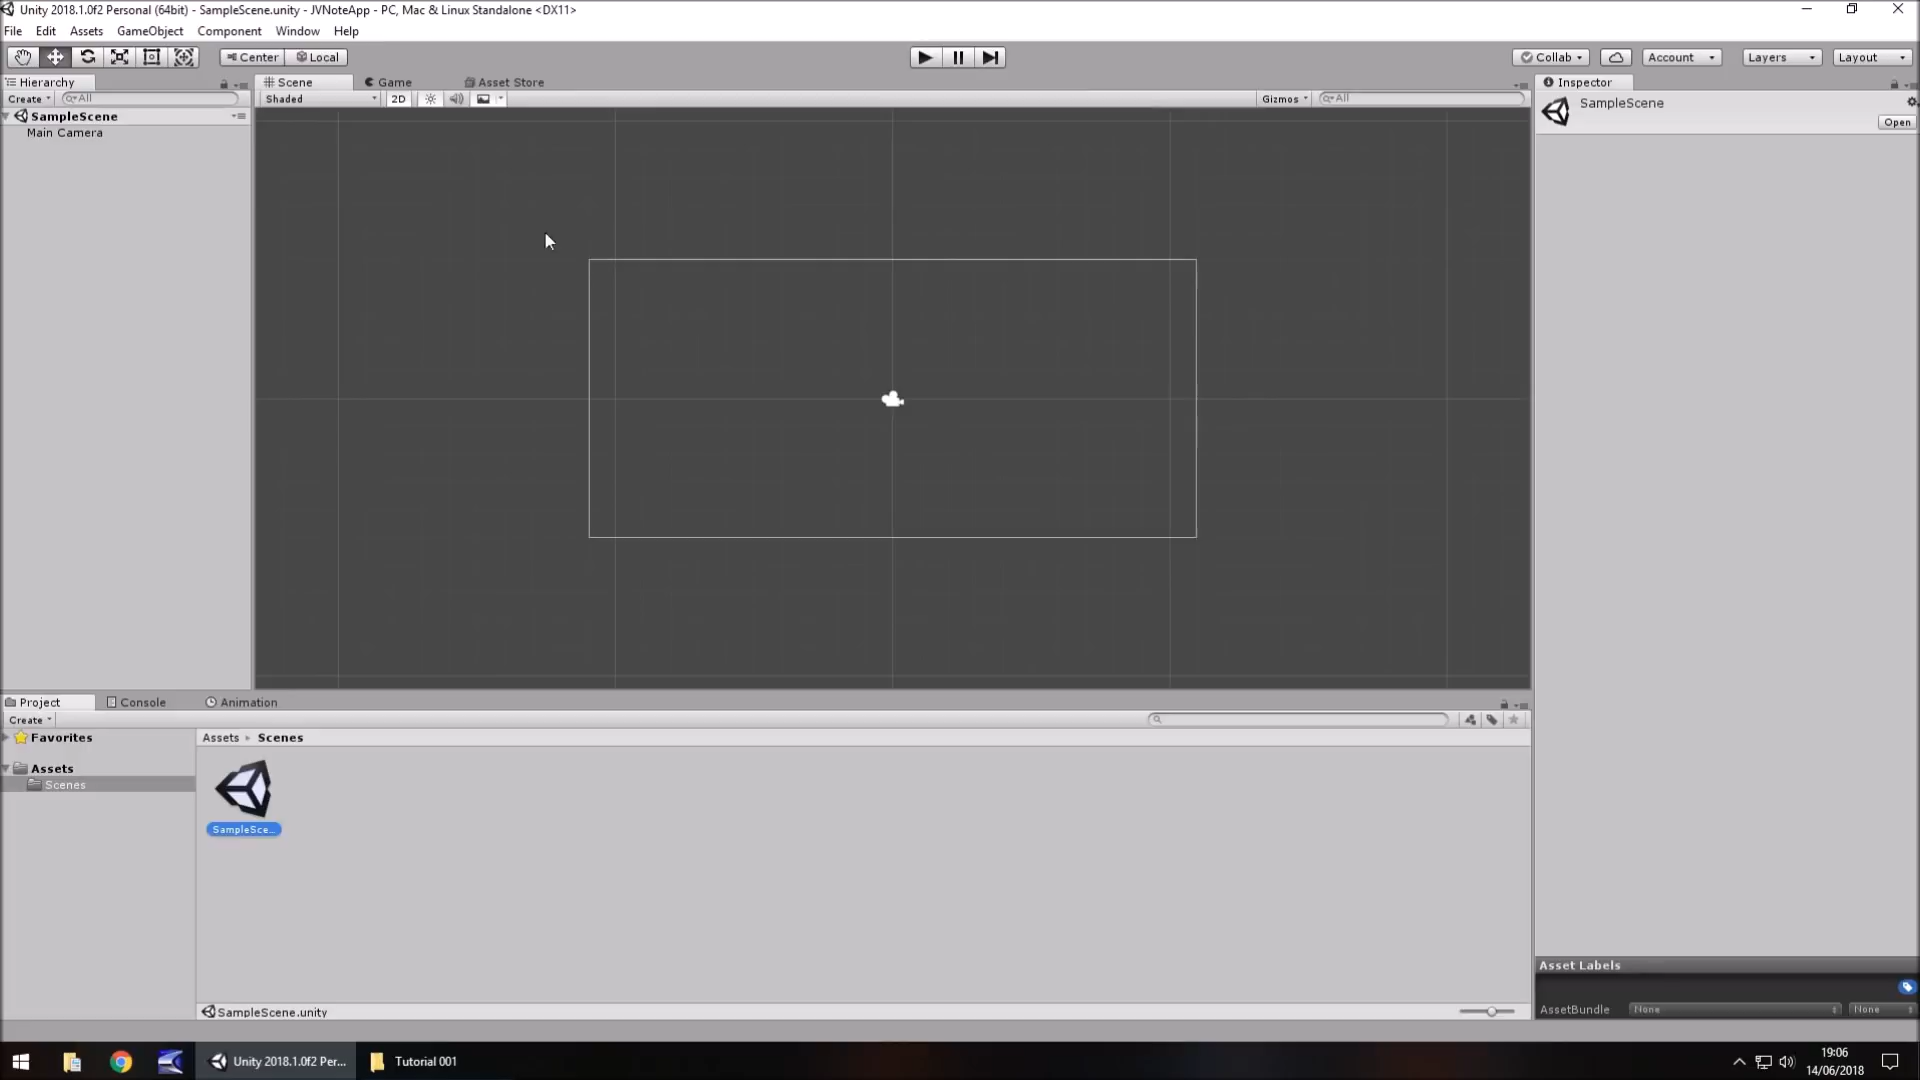 Unity 2018.1.0f2 Personal (64bit) - SampleScene.unity - JVNoteApp - PC, Mac & Linux Standalone <DX11>
File Edit Assets GameObject Component Window Help
Center Local Collab Account Layers Layout
Hierarchy Scene Game Asset Store Inspector
Create All Shaded 2D Gizmos All
SampleScene
Open
SampleScene
Main Camera
Project Console Animation
Create
Favorites Assets Scenes
Assets
Scenes
SampleSce...
Asset Labels
AssetBundle None None
SampleScene.unity
Unity 2018.1.0f2 Per... Tutorial 001
19:06
14/06/2018